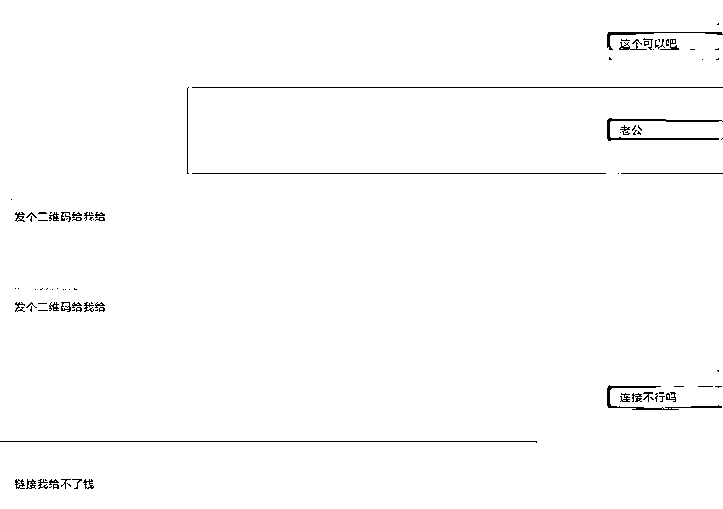 这个可以吧
老公
发个二维码给我给
发个二维码给我给
连接不行吗
链接我给不了钱